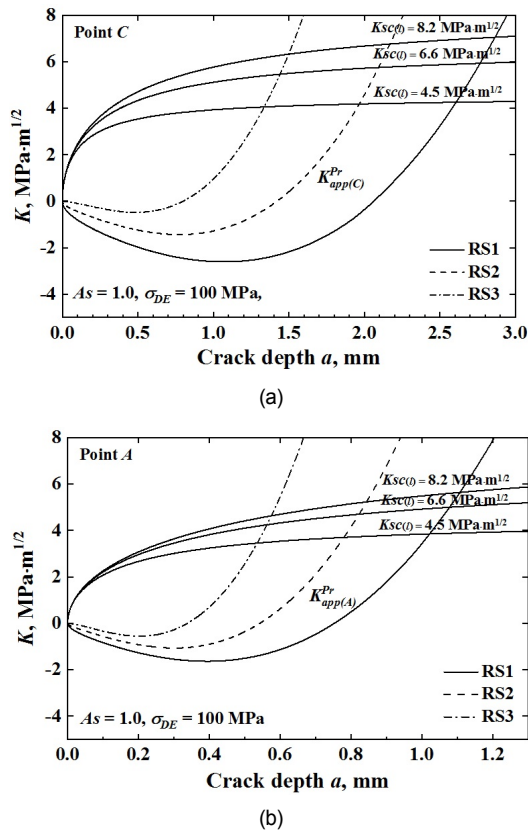 Point C
Ksc(l) = 8.2 MPa·m1/2
Ksc(l) = 6.6 MPa·m1/2
Ksc(l) = 4.5 MPa·m1/2
8
6
4
2
0
-2
-4
K, MPa·m1/2
KPrapp(C)
RS1
RS2
RS3
As = 1.0, σDE = 100 MPa,
0.0 0.5 1.0 1.5 2.0 2.5 3.0
Crack depth a, mm
(a)
Point A
Ksc(l) = 8.2 MPa·m1/2
Ksc(l) = 6.6 MPa·m1/2
Ksc(l) = 4.5 MPa·m1/2
8
6
4
2
0
-2
-4
K, MPa·m1/2
KPrapp(A)
RS1
RS2
RS3
As = 1.0, σDE = 100 MPa
0.0 0.2 0.4 0.6 0.8 1.0 1.2
Crack depth a, mm
(b)